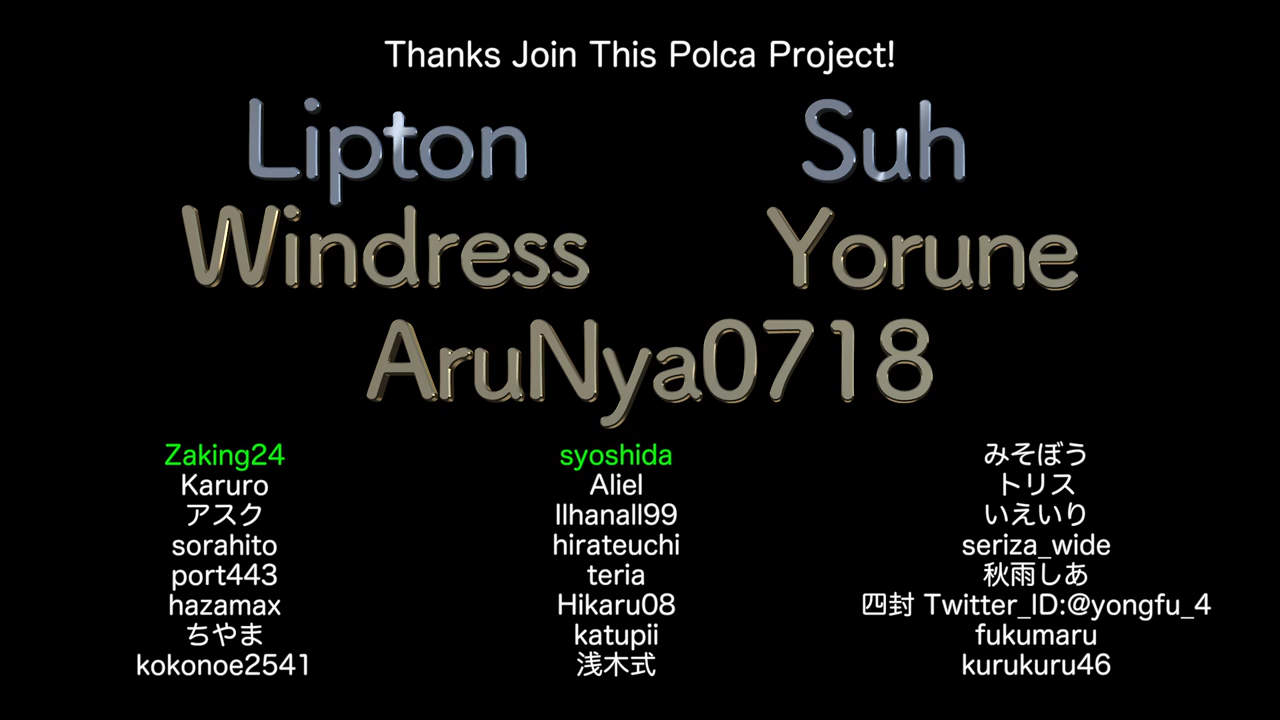 Thanks Join This Polca Project!
Lipton Suh
Windress Yorune
AruNya0718
Zaking24 syoshida みそぼう
Karuro Aliel トリス
アスク llhanall99 いえいり
sorahito hirateuchi seriza_wide
port443 teria 秋雨しあ
hazamax Hikaru08 四封 Twitter_ID:@yongfu_4
ちやま katupii fukumaru
kokonoe2541 浅木式 kurukuru46